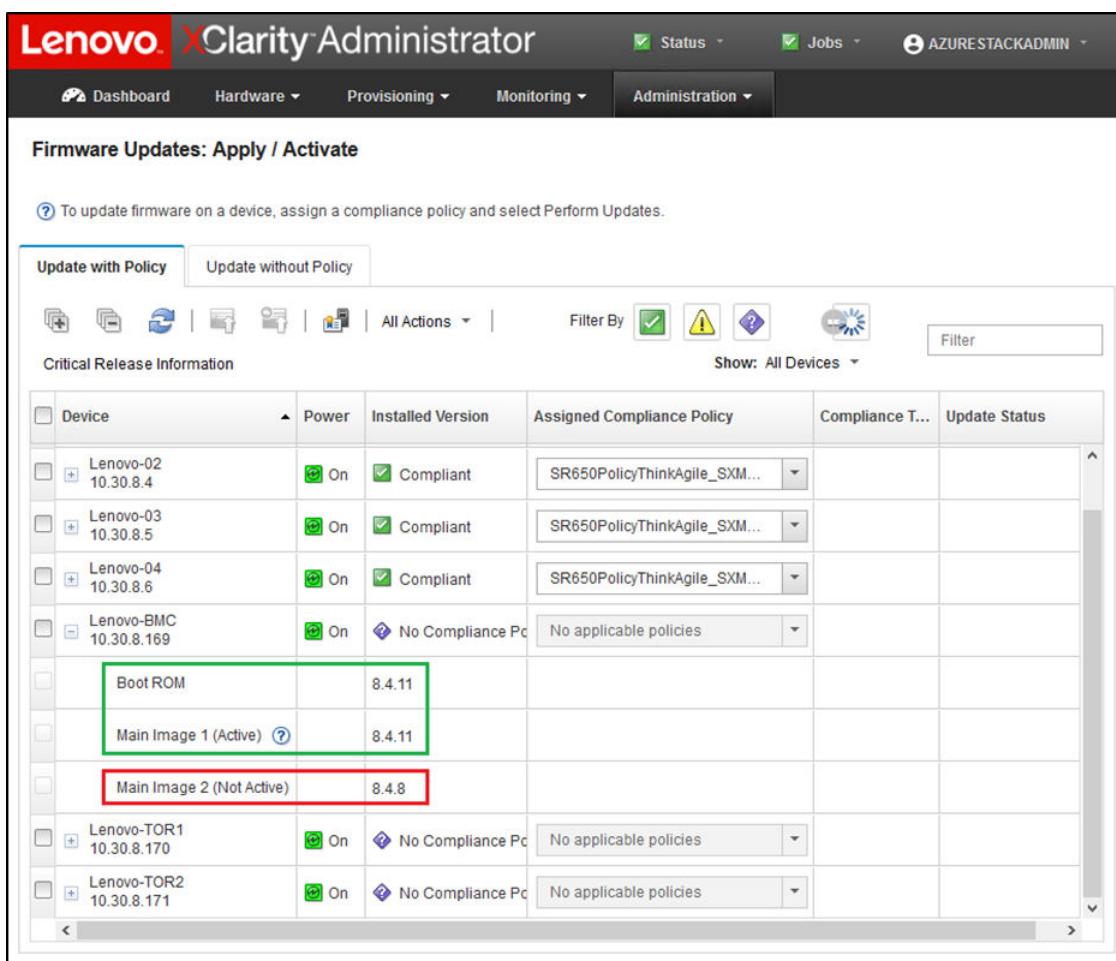 Lenovo. XClarity Administrator Status Jobs AZURESTACKADMIN
Dashboard Hardware Provisioning Monitoring Administration
Firmware Updates: Apply / Activate
? To update firmware on a device, assign a compliance policy and select Perform Updates.
Update with Policy Update without Policy
All Actions Filter By Filter
Critical Release Information Show: All Devices
Device Power Installed Version Assigned Compliance Policy Compliance T... Update Status
Lenovo-02
10.30.8.4 On Compliant SR650PolicyThinkAgile_SXM...
Lenovo-03
10.30.8.5 On Compliant SR650PolicyThinkAgile_SXM...
Lenovo-04
10.30.8.6 On Compliant SR650PolicyThinkAgile_SXM...
Lenovo-BMC
10.30.8.169 On No Compliance Po No applicable policies
Boot ROM 8.4.11
Main Image 1 (Active) ? 8.4.11
Main Image 2 (Not Active) 8.4.8
Lenovo-TOR1
10.30.8.170 On No Compliance Po No applicable policies
Lenovo-TOR2
10.30.8.171 On No Compliance Po No applicable policies